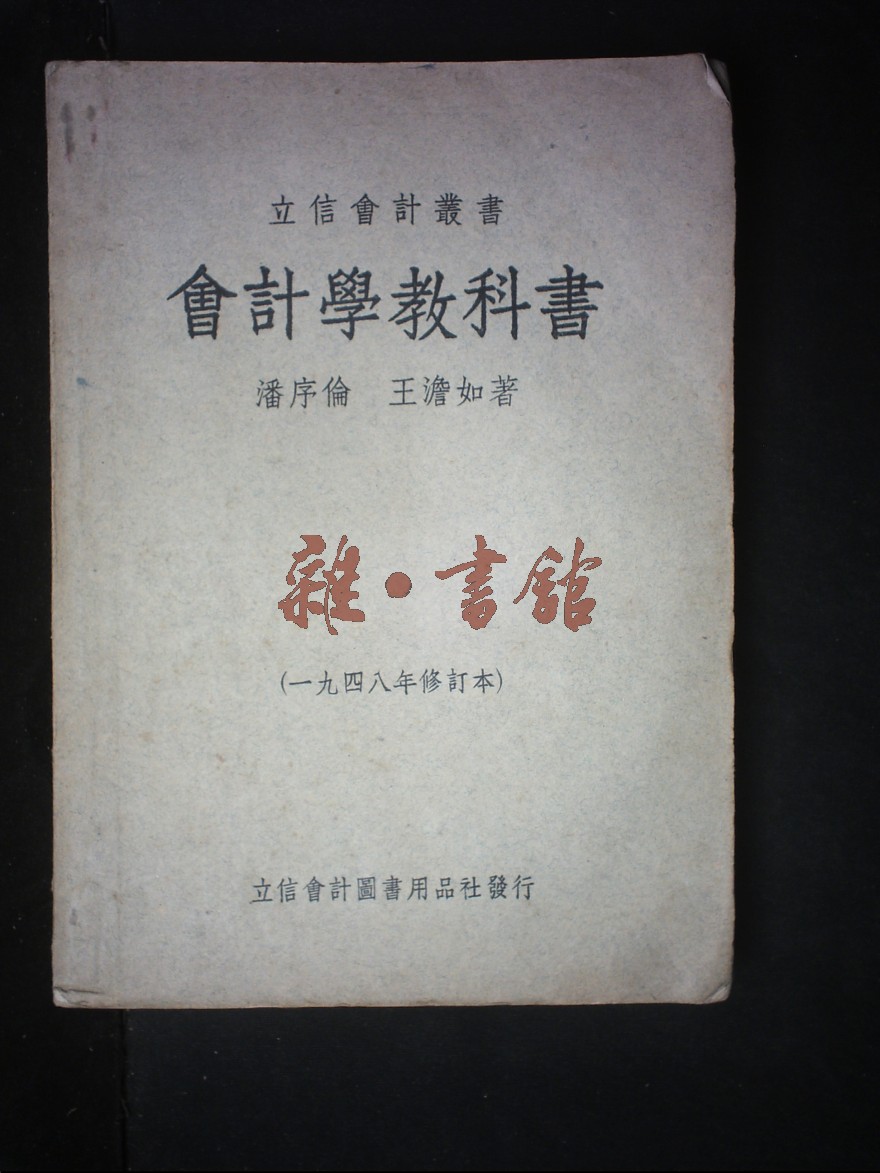 立信會計叢書
會計學教科書
潘序倫 王澹如著
雜·書館
(一九四八年修訂本)
立信會計圖書用品社發行